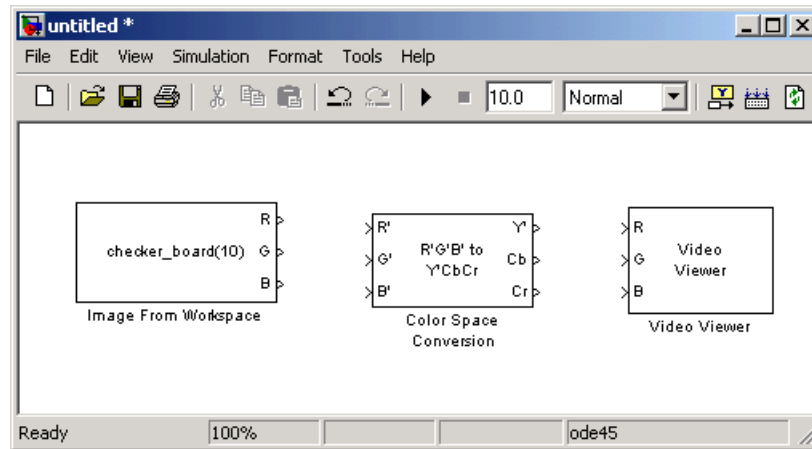 untitled *
File Edit View Simulation Format Tools Help
10.0 Normal
R
checker_board(10) G
B
Image From Workspace
R' Y'
G' R'G'B' to Y'CbCr Cb
B' Cr
Color Space
Conversion
R
G Video Viewer
B
Video Viewer
Ready 100% ode45